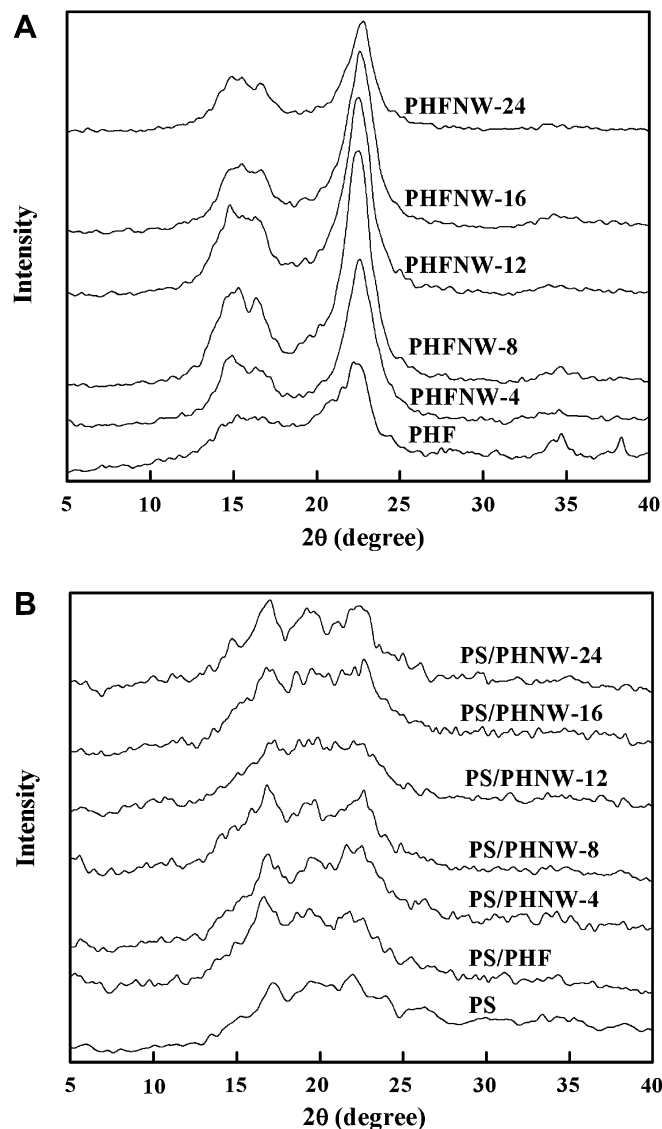 A
PHFNW-24
PHFNW-16
PHFNW-12
PHFNW-8
PHFNW-4
PHF
Intensity
5 10 15 20 25 30 35 40
2θ (degree)
B
PS/PHNW-24
PS/PHNW-16
PS/PHNW-12
PS/PHNW-8
PS/PHNW-4
PS/PHF
PS
Intensity
5 10 15 20 25 30 35 40
2θ (degree)